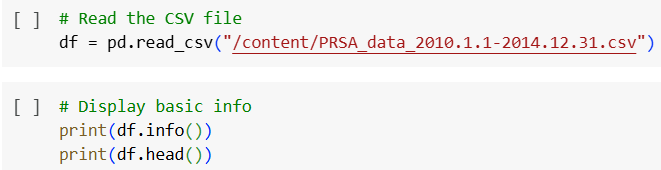 [ ] # Read the CSV file
df = pd.read_csv("/content/PRSA_data_2010.1.1-2014.12.31.csv")
[ ] # Display basic info
print(df.info())
print(df.head())